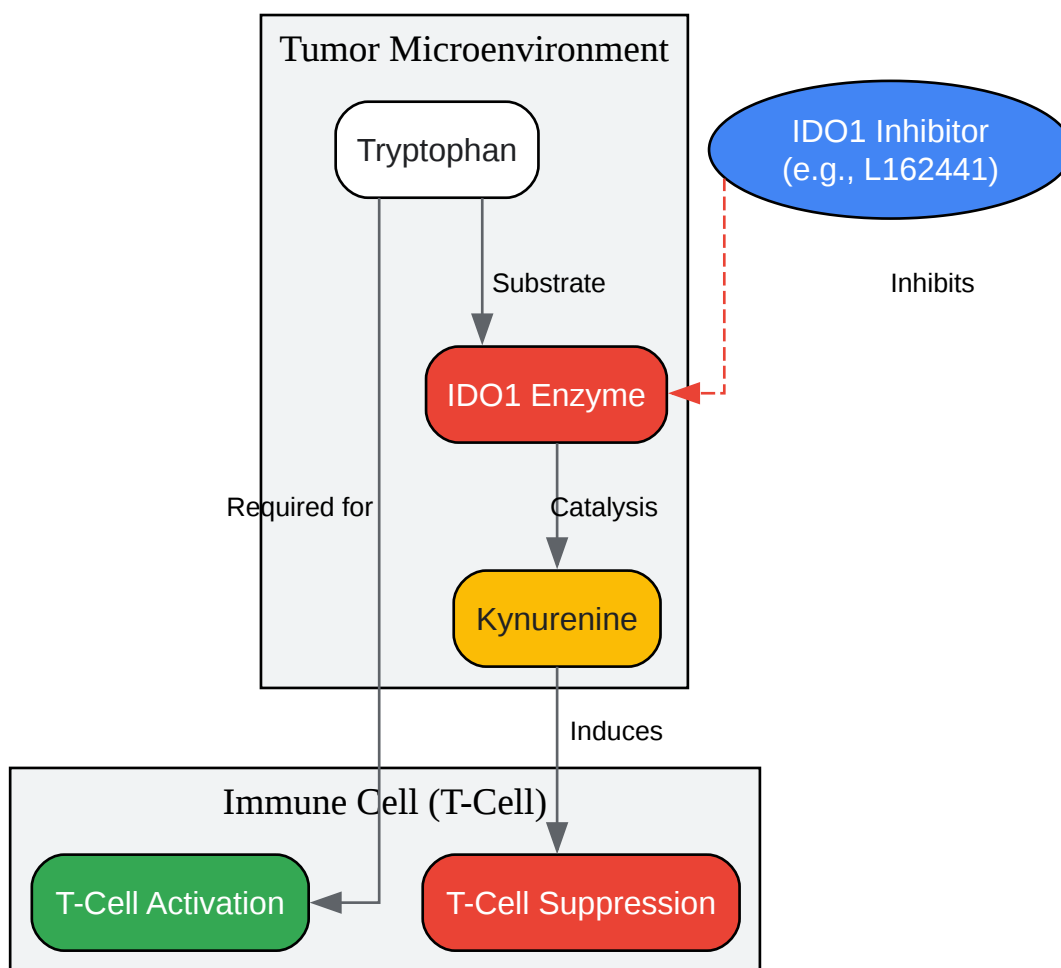 Tumor Microenvironment
Tryptophan
IDO1 Inhibitor
(e.g., L162441)
Substrate
Inhibits
IDO1 Enzyme
Required for
Catalysis
Kynurenine
Induces
Immune Cell (T-Cell)
T-Cell Activation
T-Cell Suppression